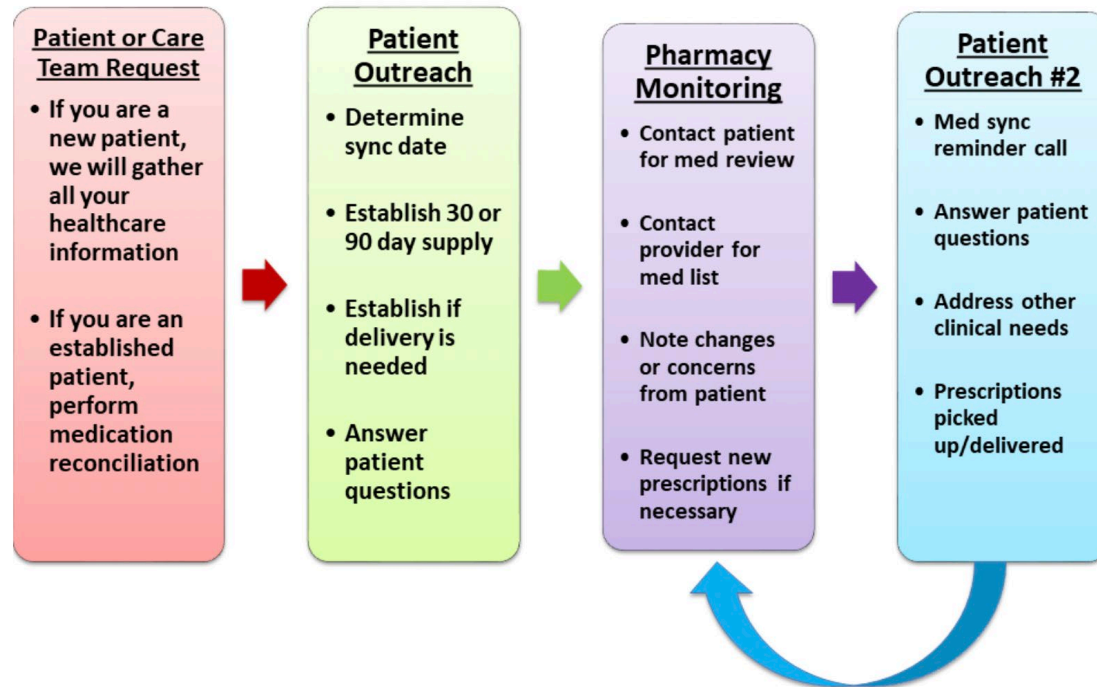 Patient or Care
Team Request
• If you are a
new patient,
we will gather
all your
healthcare
information
• If you are an
established
patient,
perform
medication
reconciliation
Patient
Outreach
• Determine
sync date
• Establish 30 or
90 day supply
• Establish if
delivery is
needed
• Answer
patient
questions
Pharmacy
Monitoring
• Contact patient
for med review
• Contact
provider for
med list
• Note changes
or concerns
from patient
• Request new
prescriptions if
necessary
Patient
Outreach #2
• Med sync
reminder call
• Answer patient
questions
• Address other
clinical needs
• Prescriptions
picked
up/delivered